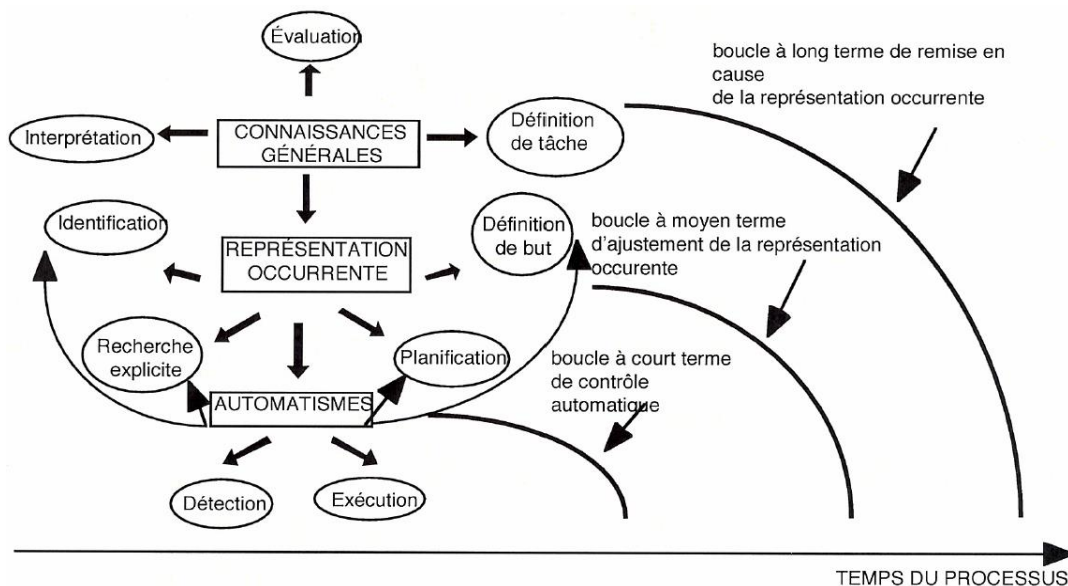 Évaluation
boucle à long terme de remise en
cause
de la représentation occurrente
Interprétation
CONNAISSANCES
GÉNÉRALES
Définition
de tâche
Identification
REPRÉSENTATION
OCCURRENTE
Définition
de but
boucle à moyen terme
d'ajustement de la représentation
occurente
Recherche
explicite
Planification
boucle à court terme
de contrôle
automatique
AUTOMATISMES
Détection
Exécution
TEMPS DU PROCESSUS